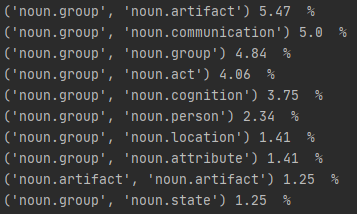 ('noun.group', 'noun.artifact') 5.47  %
('noun.group', 'noun.communication') 5.0  %
('noun.group', 'noun.group') 4.84  %
('noun.group', 'noun.act') 4.06  %
('noun.group', 'noun.cognition') 3.75  %
('noun.group', 'noun.person') 2.34  %
('noun.group', 'noun.location') 1.41  %
('noun.group', 'noun.attribute') 1.41  %
('noun.artifact', 'noun.artifact') 1.25  %
('noun.group', 'noun.state') 1.25  %